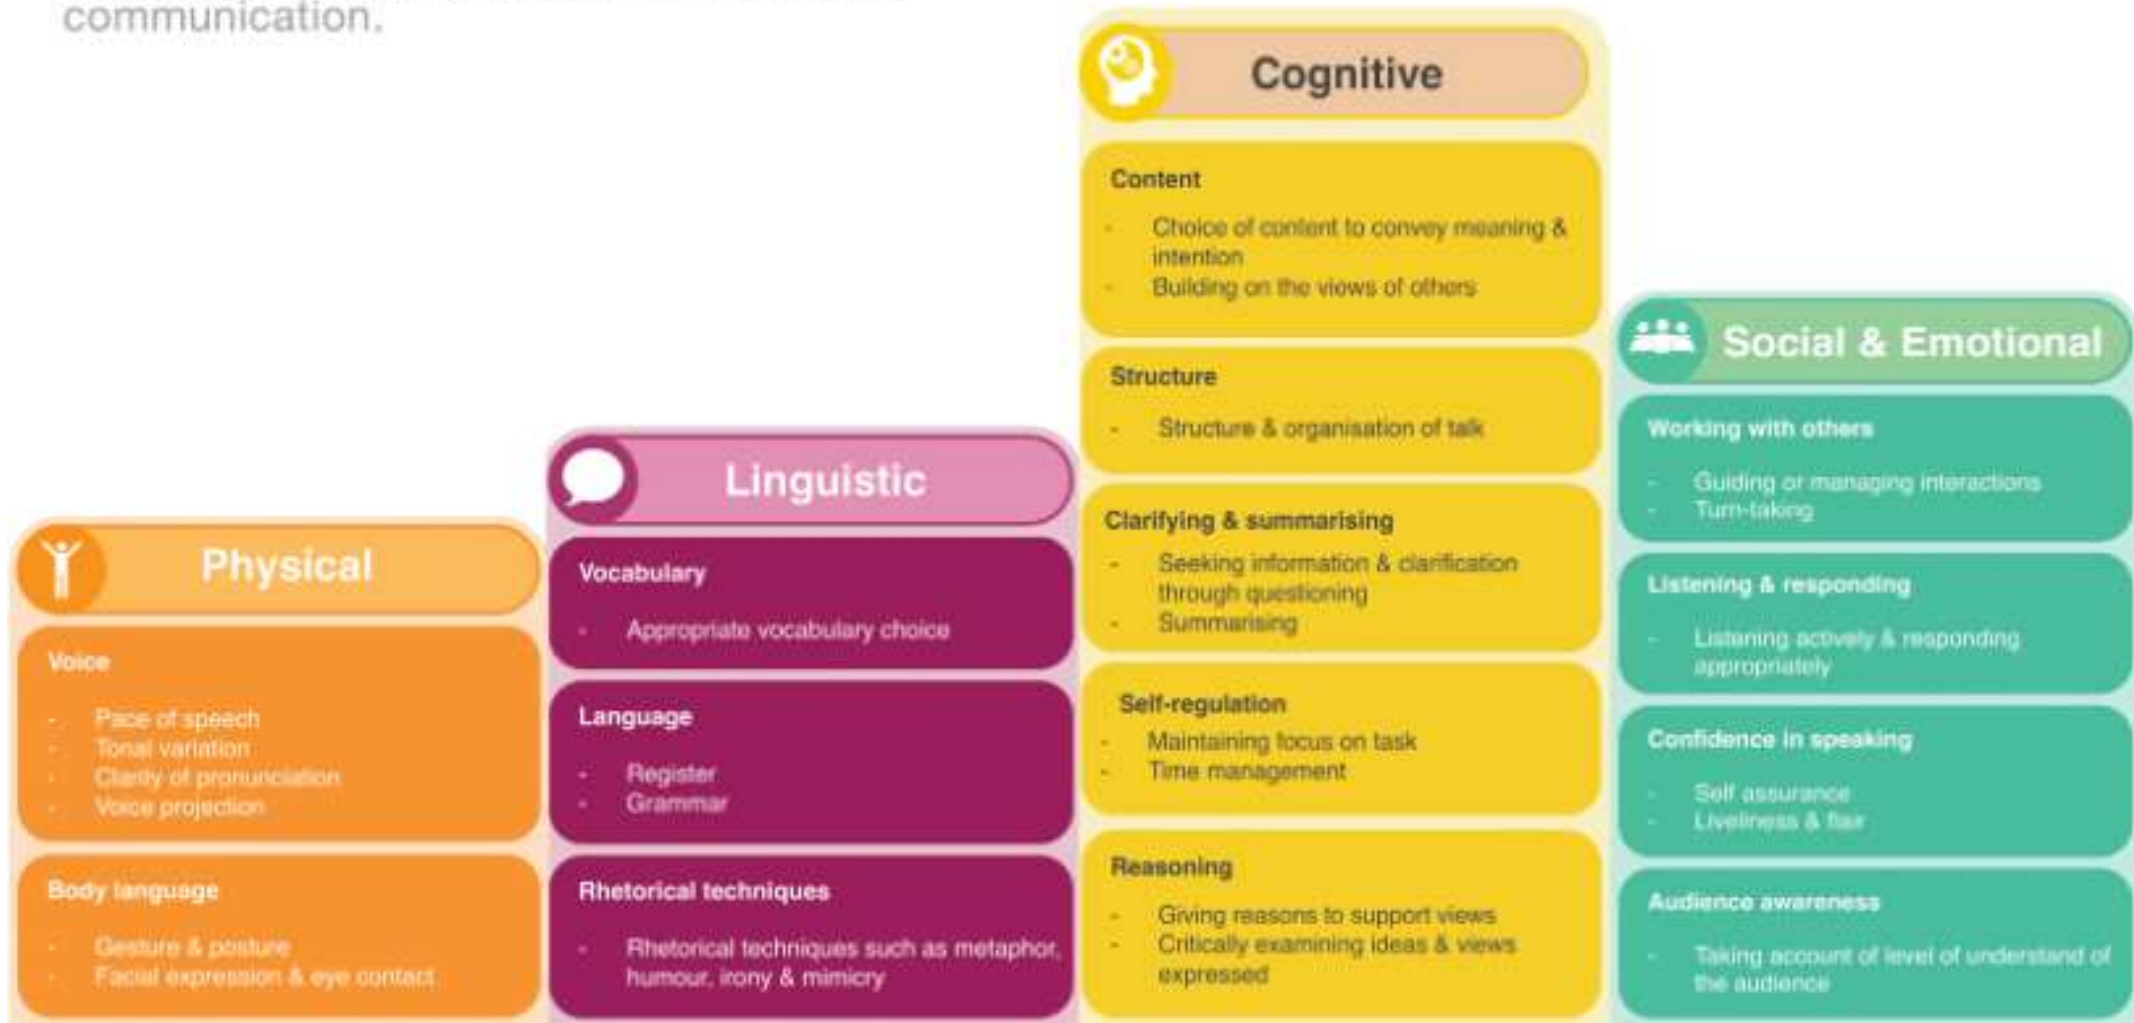 communication.
Physical
Voice
- Pace of speech
- Tonal variation
- Clarity of pronunciation
- Voice projection
Body language
- Gesture & posture
- Facial expression & eye contact
Linguistic
Vocabulary
- Appropriate vocabulary choice
Language
- Register
- Grammar
Rhetorical techniques
- Rhetorical techniques such as metaphor,
humour, irony & mimicry
Cognitive
Content
- Choice of content to convey meaning &
intention
- Building on the views of others
Structure
- Structure & organisation of talk
Clarifying & summarising
- Seeking information & clarification
through questioning
- Summarising
Self-regulation
- Maintaining focus on task
- Time management
Reasoning
- Giving reasons to support views
- Critically examining ideas & views
expressed
Social & Emotional
Working with others
- Guiding or managing interactions
- Turn-taking
Listening & responding
- Listening actively & responding
appropriately
Confidence in speaking
- Self assurance
- Liveliness & flair
Audience awareness
- Taking account of level of understand of
the audience